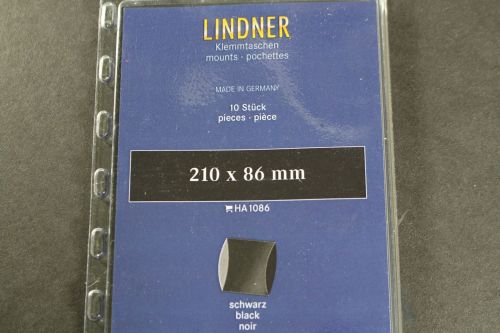 LINDNER
Klemmtaschen
mounts · pochettes
MADE IN GERMANY
10 Stück
pieces · pièce
210 x 86 mm
HA1086
schwarz
black
noir